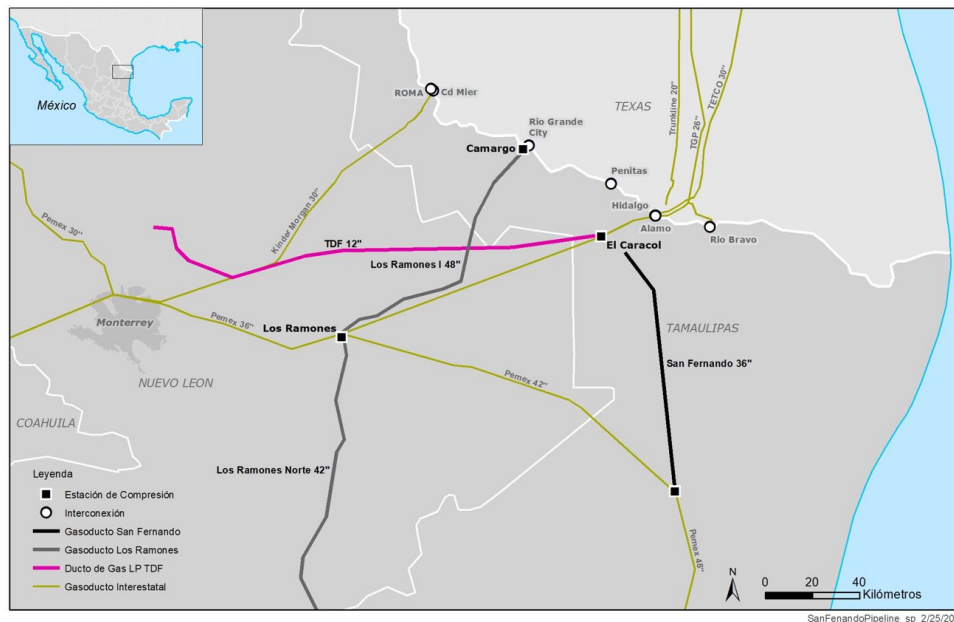 México
ROMA
Cd Mier
TEXAS
Trunkline 20"
TGP 26"
TETCO 30"
Rio Grande
City
Camargo
Penitas
Kinder Morgan 30"
Hidalgo
Alamo
Rio Bravo
Pemex 30"
TDF 12"
El Caracol
Los Ramones I 48"
Monterrey
Pemex 36"
Los Ramones
TAMAULIPAS
San Fernando 36"
NUEVO LEON
Pemex 42"
COAHUILA
Los Ramones Norte 42"
Pemex 48"
Leyenda
Estación de Compresión
Interconexión
Gasoducto San Fernando
Gasoducto Los Ramones
Ducto de Gas LP TDF
Gasoducto Interestatal
N
0 20 40
Kilómetros
SanFenandoPipeline_sp_2/25/20